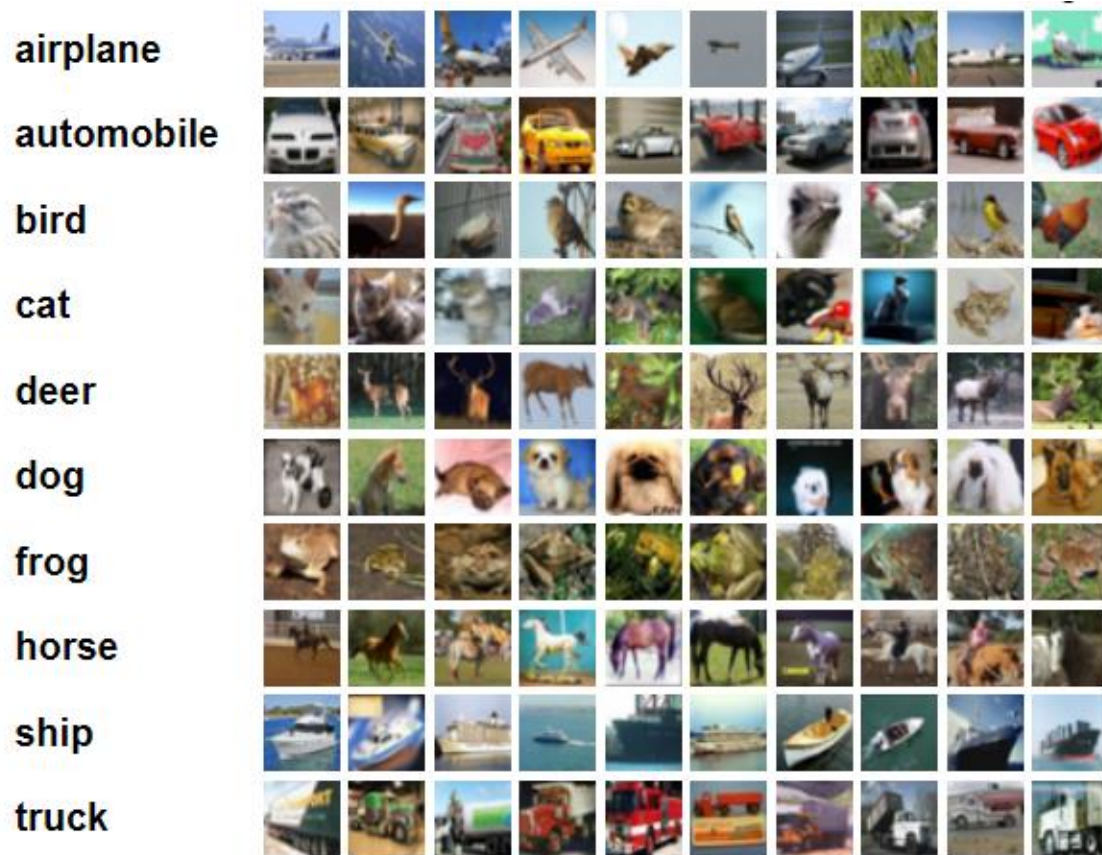 airplane
automobile
bird
cat
deer
dog
frog
horse
ship
truck